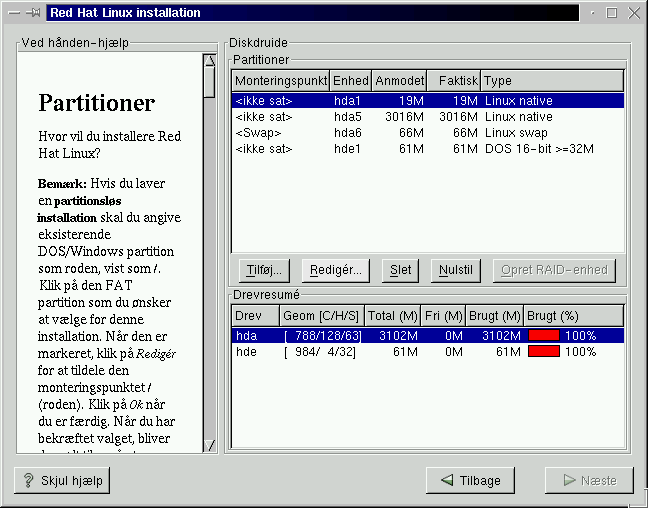 Red Hat Linux installation
Ved hånden-hjælp
Partitioner
Hvor vil du installere Red
Hat Linux?
Bemærk: Hvis du laver
en partitionsløs
installation skal du angive
eksisterende
DOS/Windows partition
som roden, vist som /.
Klik på den FAT
partition som du ønsker
at vælge for denne
installation. Når den er
markeret, klik på Redigér
for at tildele den
monteringspunktet /
(roden). Klik på Ok når
du er færdig. Når du har
bekræftet valget, bliver
Diskdruide
Partitioner
Monteringspunkt Enhed Anmodet Faktisk Type
<ikke sat> hda1 19M 19M Linux native
<ikke sat> hda5 3016M 3016M Linux native
<Swap> hda6 66M 66M Linux swap
<ikke sat> hde1 61M 61M DOS 16-bit >=32M
Tilføj... Redigér... Slet Nulstil Opret RAID-enhed
Drevresumé
Drev Geom [C/H/S] Total (M) Fri (M) Brugt (M) Brugt (%)
hda [ 788/128/63] 3102M 0M 3102M 100%
hde [ 984/ 4/32] 61M 0M 61M 100%
Skjul hjælp Tilbage Næste